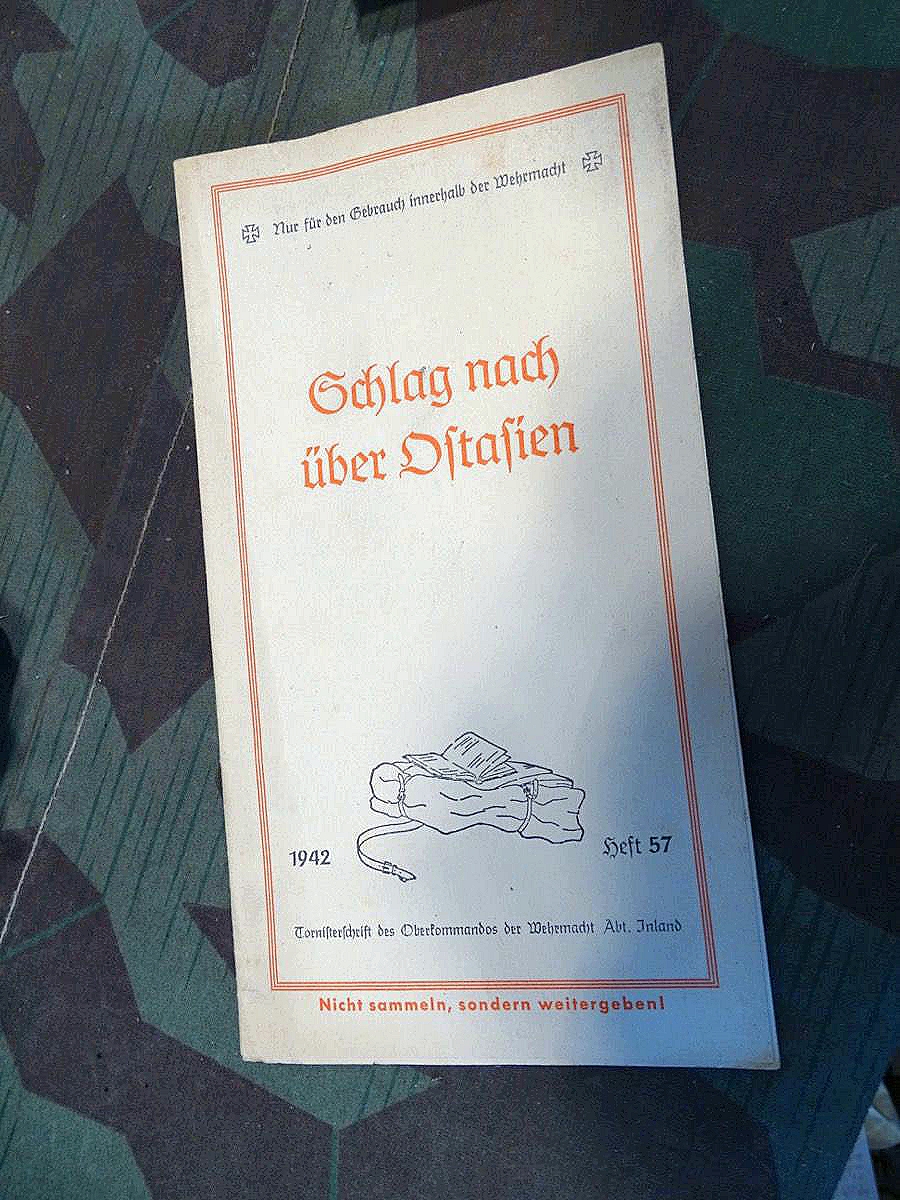 Nur für den Gebrauch innerhalb der Wehrmacht
Schlag nach
über Oſtaſien
1942
Heft 57
Torniſterſchrift des Oberkommandos der Wehrmacht Abt. Inland
Nicht sammeln, sondern weitergeben!